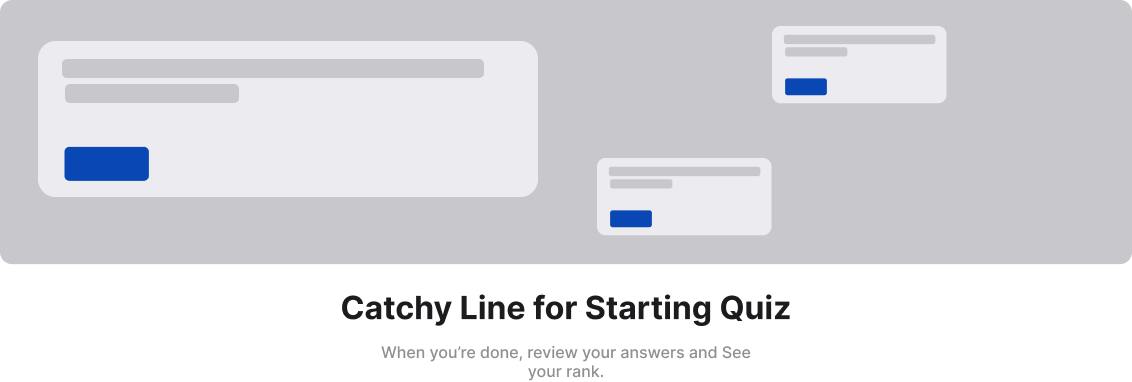 Catchy Line for Starting Quiz
When you’re done, review your answers and See
your rank.